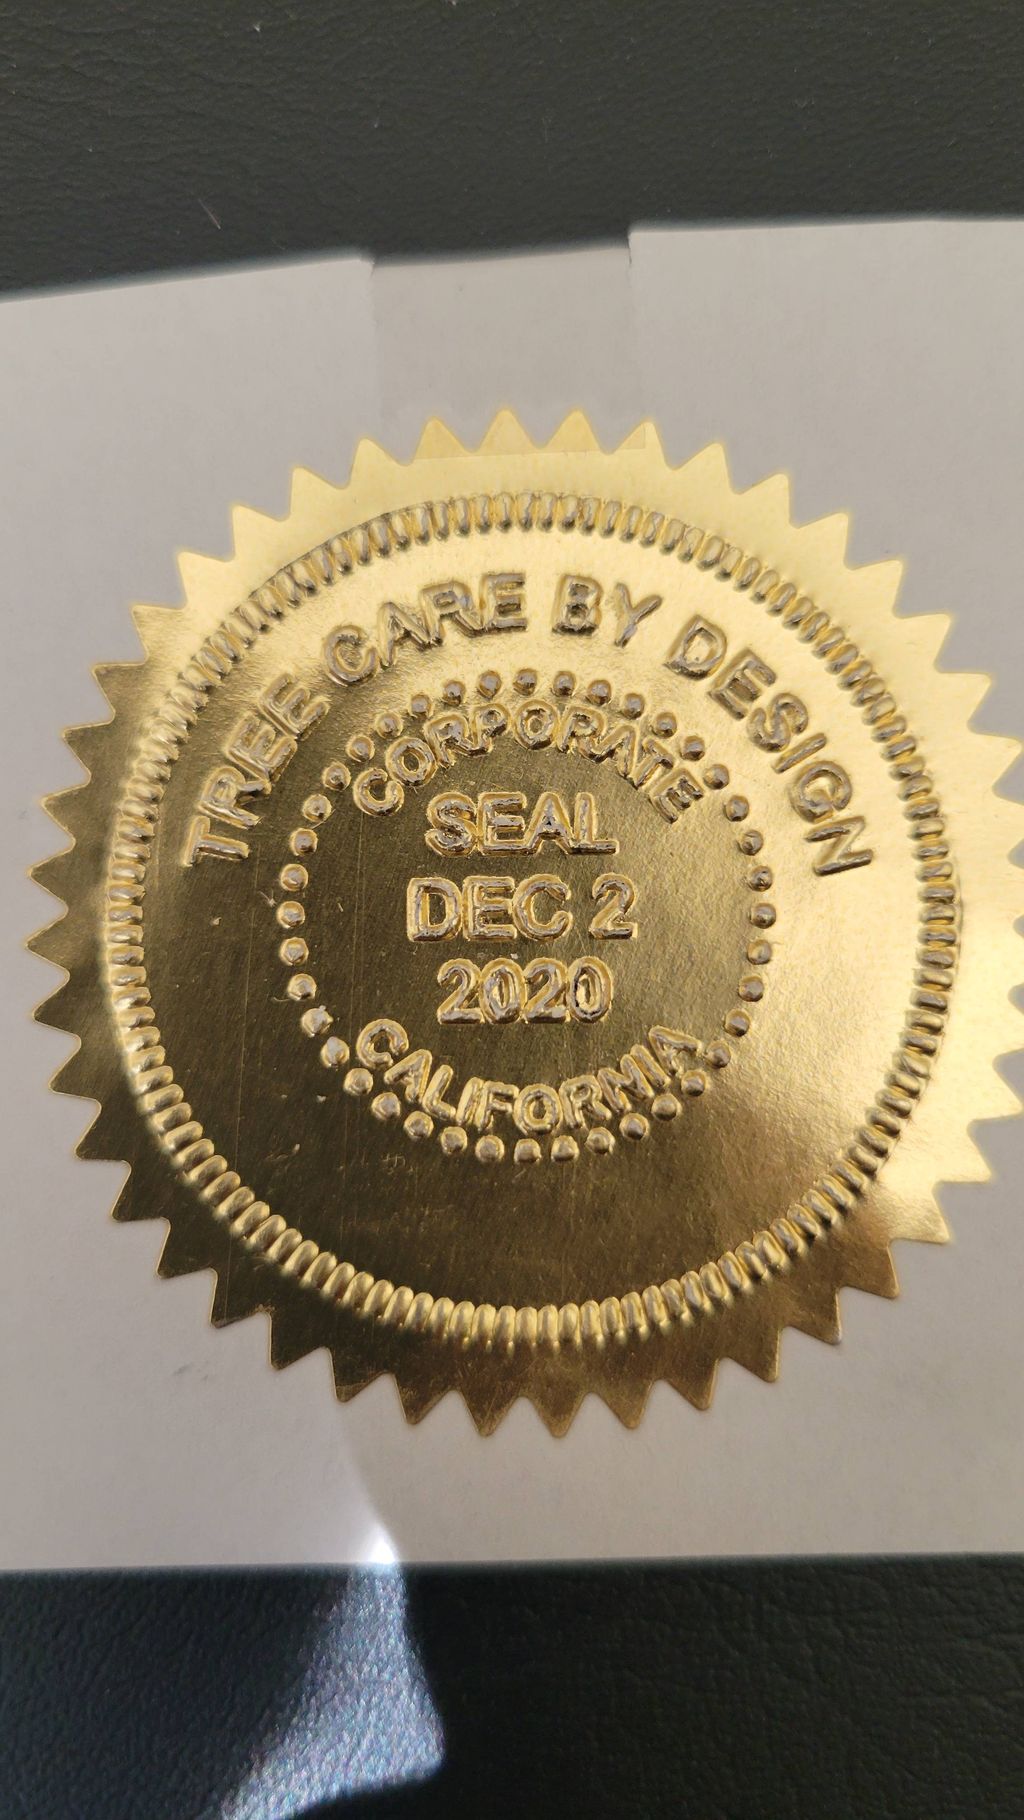 TREE CARE BY DESIGN
CORPORATE
SEAL
DEC 2
2020
CALIFORNIA